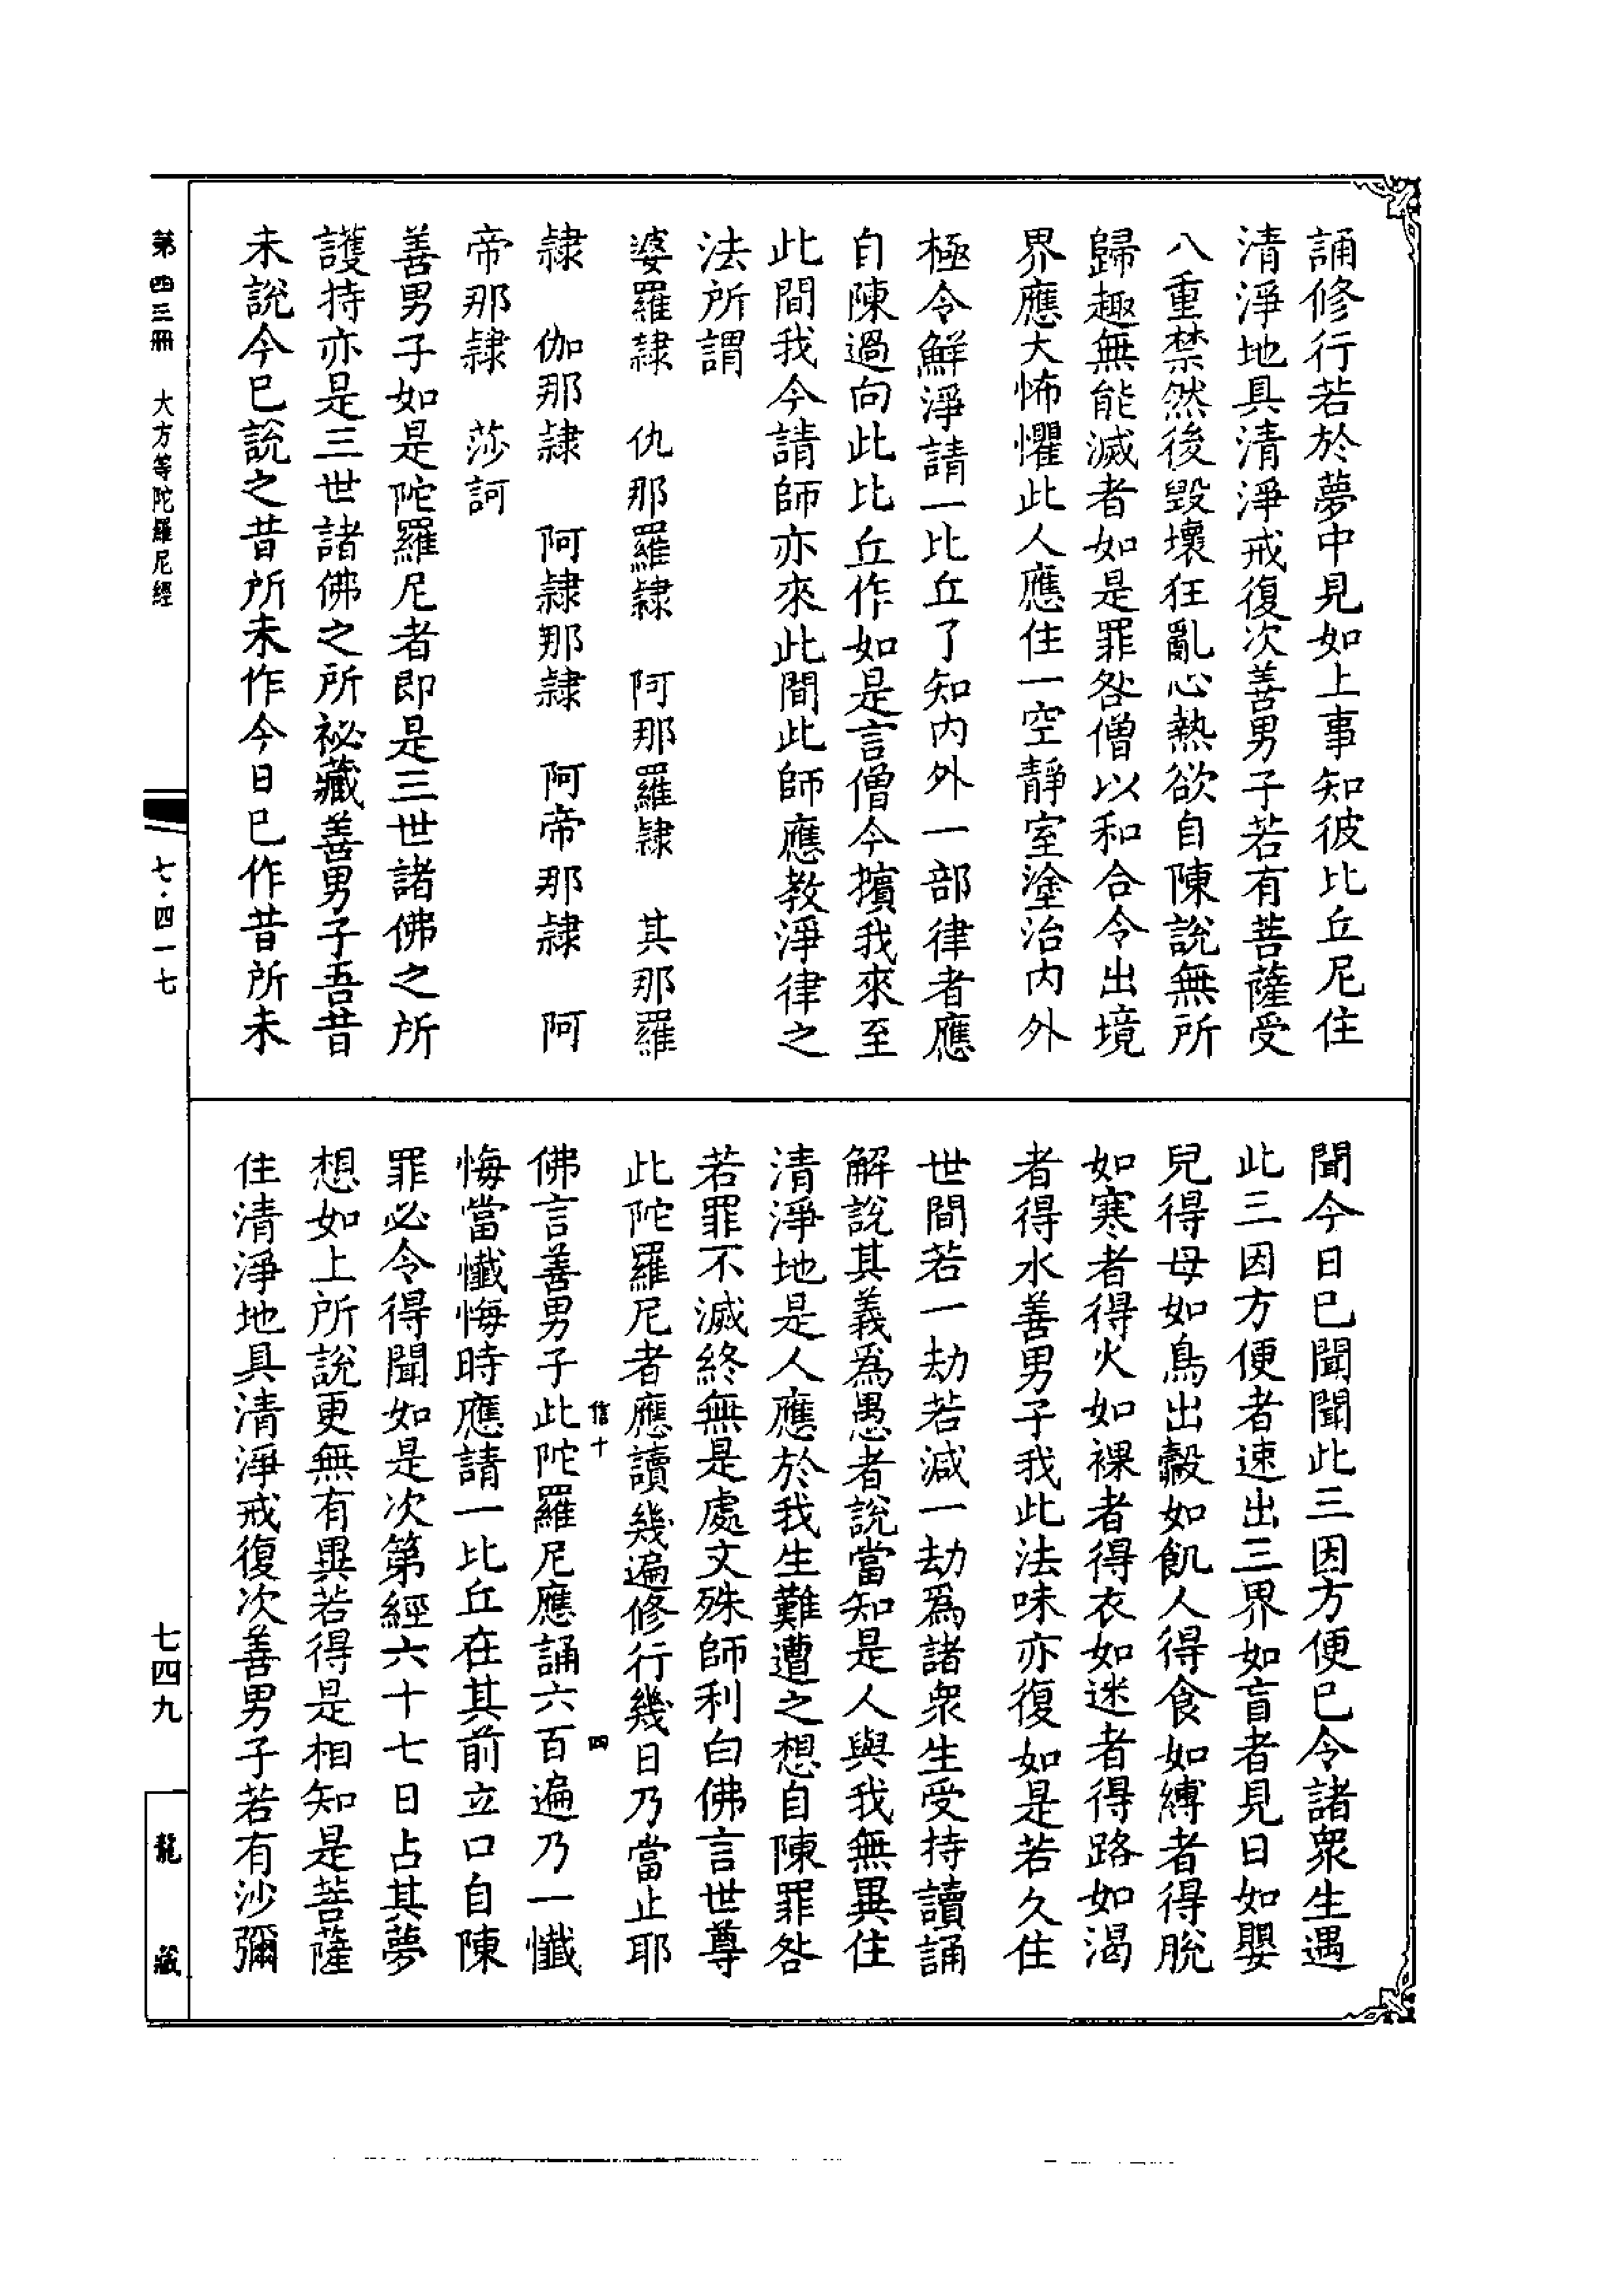 誦修行若於夢中見如上事知彼比丘尼住
清淨地具清淨戒復次善男子若有菩薩受
八重禁然後毀壞狂亂心熱欲自陳說無所
歸趣無能滅者如是罪咎僧以和合令出境
界應大怖懼此人應住一空靜室塗治內外
極令鮮淨請一比丘了知內外一部律者應
自陳過向此比丘作如是言僧今擯我來至
此間我今請師亦來此間此師應教淨律之
法所謂
婆羅隷　仇那羅隷　阿那羅隷　其那羅
隷　伽那隷　阿隷那隷　阿帝那隷　阿
帝那隷　莎訶
善男子如是陀羅尼者即是三世諸佛之所
護持亦是三世諸佛之所祕藏善男子吾昔
未說今已說之昔所未作今日已作昔所未
聞今日已聞聞此三因方便已令諸衆生遇
此三因方便者速出三界如盲者見日如嬰
兒得母如鳥出㲉如飢人得食如縛者得脫
如寒者得火如裸者得衣如迷者得路如渴
者得水善男子我此法味亦復如是若久住
世間若一劫若減一劫爲諸衆生受持讀誦
解說其義爲愚者說當知是人與我無異住
清淨地是人應於我生難遭之想自陳罪咎
若罪不滅終無是處文殊師利白佛言世尊
此陀羅尼者應讀幾遍修行幾日乃當止耶
信十　四
佛言善男子此陀羅尼應誦六百遍乃一懺
悔當懺悔時應請一比丘在其前立口自陳
罪必令得聞如是次第經六十七日占其夢
想如上所說更無有異若得是相知是菩薩
住清淨地具清淨戒復次善男子若有沙彌
第四三冊　大方等陀羅尼經　七·四一七　七四九　龍藏